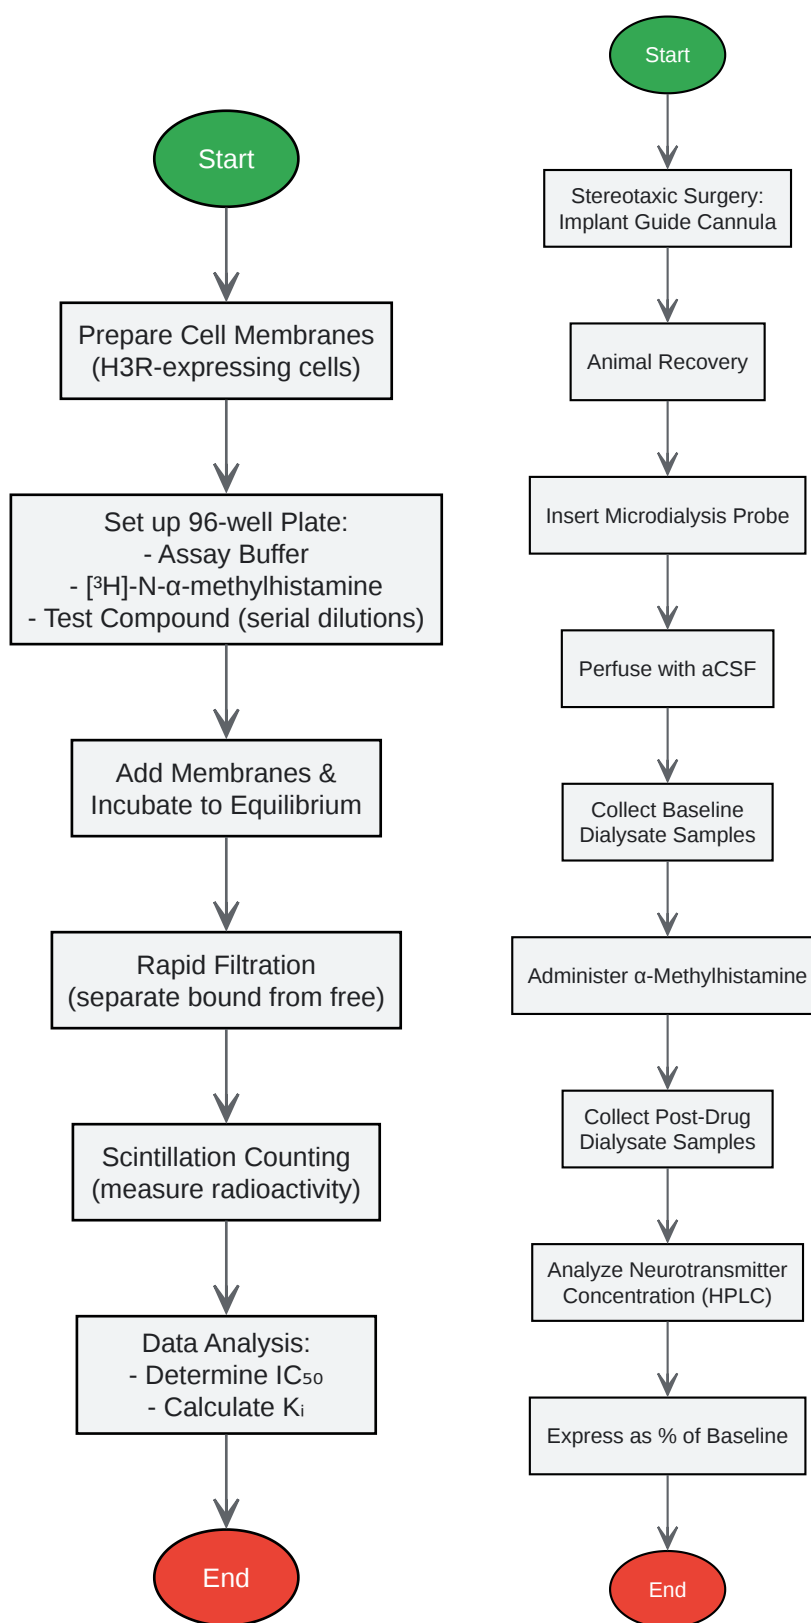 Start
Prepare Cell Membranes
(H3R-expressing cells)
Set up 96-well Plate:
- Assay Buffer
- [³H]-N-α-methylhistamine
- Test Compound (serial dilutions)
Add Membranes &
Incubate to Equilibrium
Rapid Filtration
(separate bound from free)
Scintillation Counting
(measure radioactivity)
Data Analysis:
- Determine IC₅₀
- Calculate Kᵢ
End
Start
Stereotaxic Surgery:
Implant Guide Cannula
Animal Recovery
Insert Microdialysis Probe
Perfuse with aCSF
Collect Baseline
Dialysate Samples
Administer α-Methylhistamine
Collect Post-Drug
Dialysate Samples
Analyze Neurotransmitter
Concentration (HPLC)
Express as % of Baseline
End